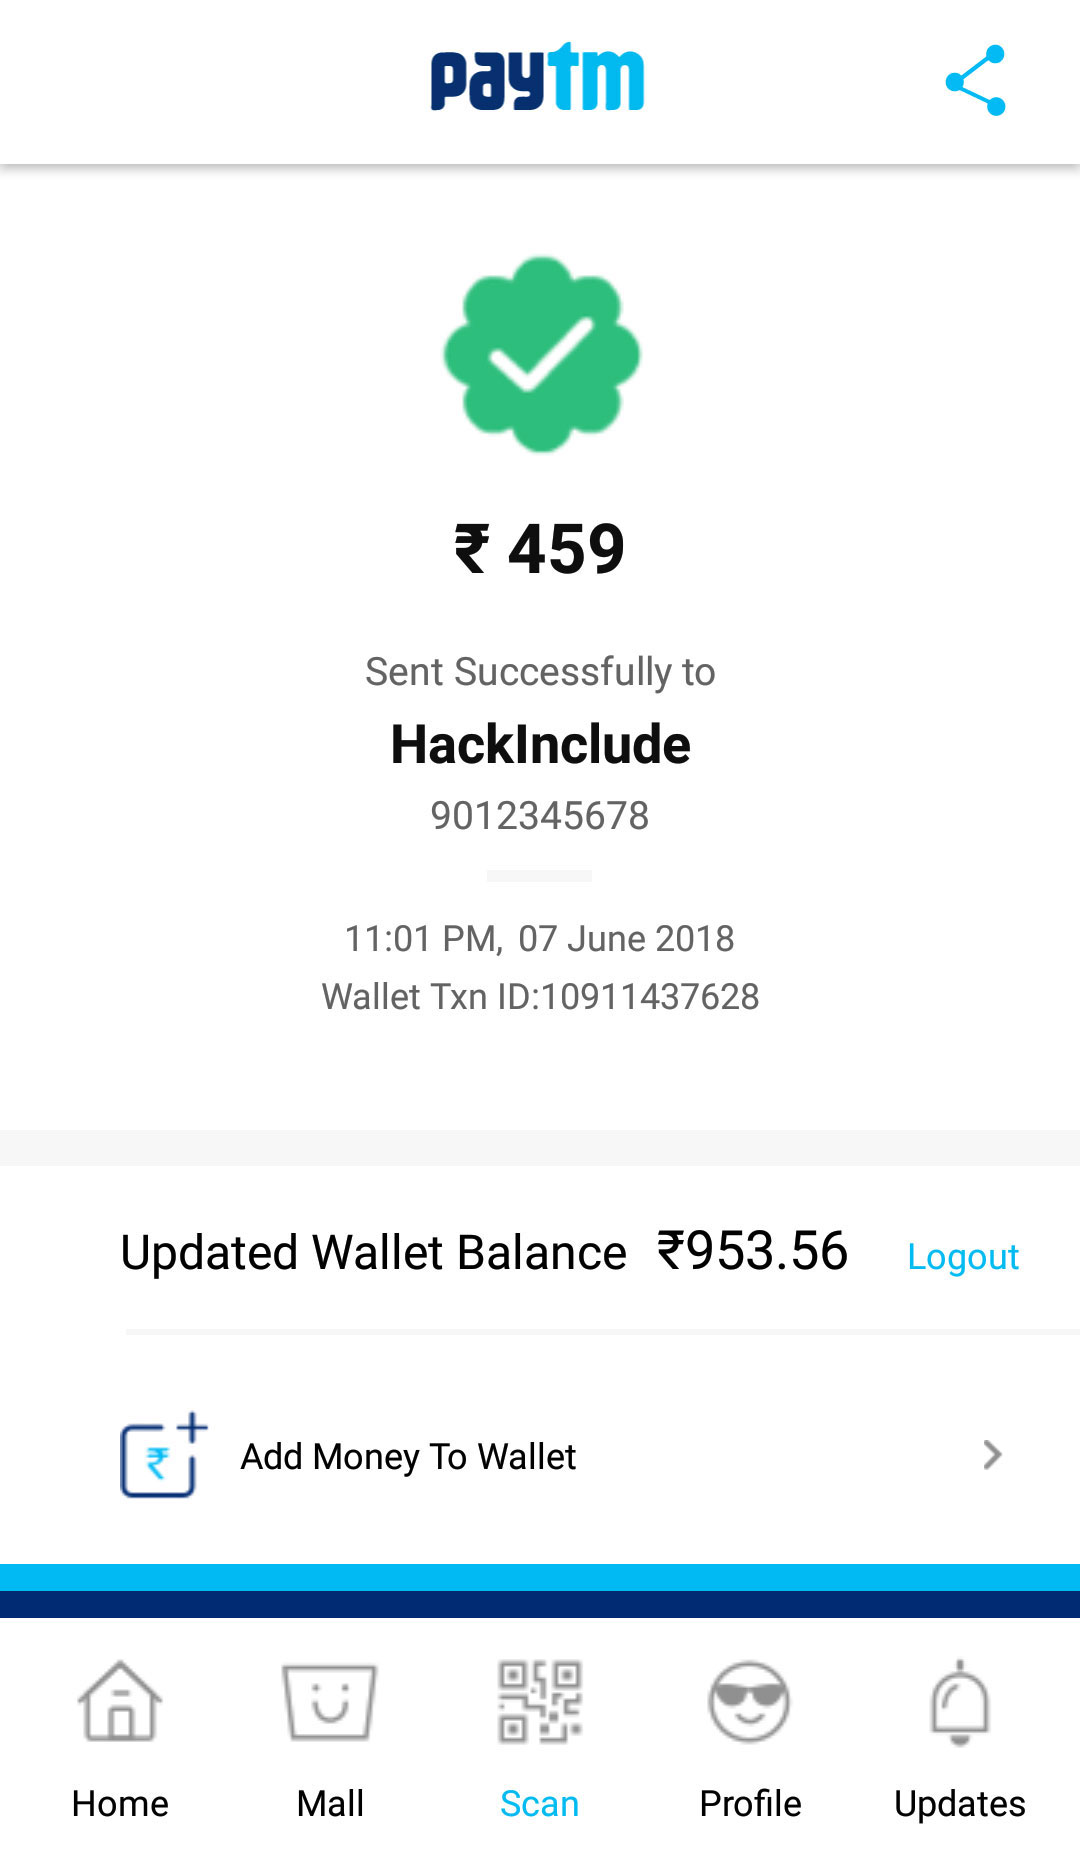 paytm
₹ 459
Sent Successfully to
HackInclude
9012345678
11:01 PM, 07 June 2018
Wallet Txn ID:10911437628
Updated Wallet Balance ₹953.56 Logout
₹ Add Money To Wallet
Home Mall Scan Profile Updates